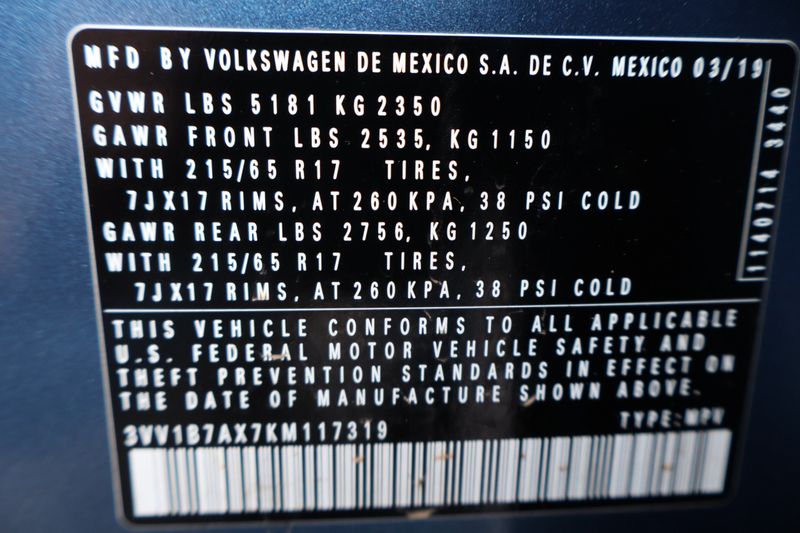 MFD BY VOLKSWAGEN DE MEXICO S.A. DE C.V. MEXICO 03/19
GVWR LBS 5181 KG 2350
GAWR FRONT LBS 2535, KG 1150
WITH 215/65 R17 TIRES,
7JX17 RIMS, AT 260 KPA, 38 PSI COLD
GAWR REAR LBS 2756, KG 1250
WITH 215/65 R17 TIRES,
7JX17 RIMS, AT 260 KPA, 38 PSI COLD
1140714 3440
THIS VEHICLE CONFORMS TO ALL APPLICABLE
U.S. FEDERAL MOTOR VEHICLE SAFETY AND
THEFT PREVENTION STANDARDS IN EFFECT ON
THE DATE OF MANUFACTURE SHOWN ABOVE.
3VV1B7AX7KM117319 TYPE: MPV